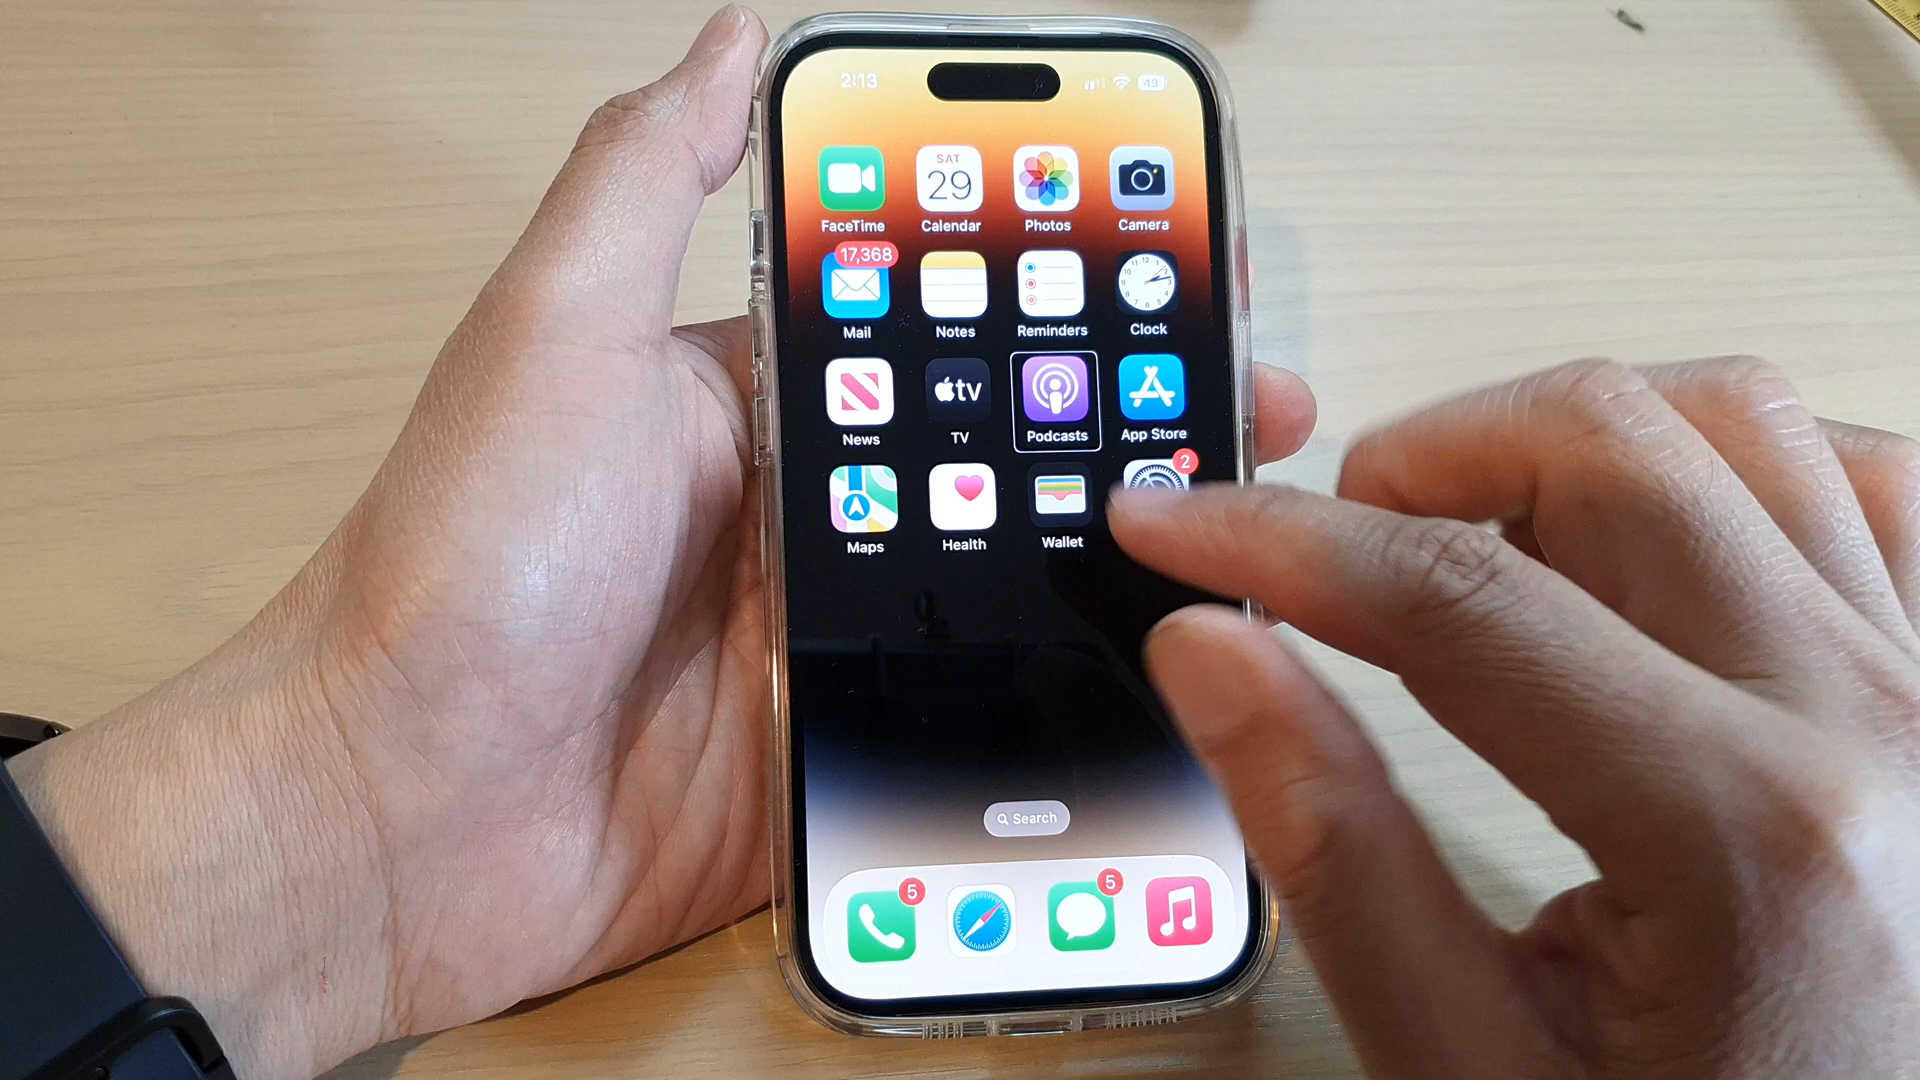 2:13 49
SAT
29
FaceTime Calendar Photos Camera
17,368
Mail Notes Reminders Clock
tv
News TV Podcasts App Store
2
Maps Health Wallet
Search
5 5